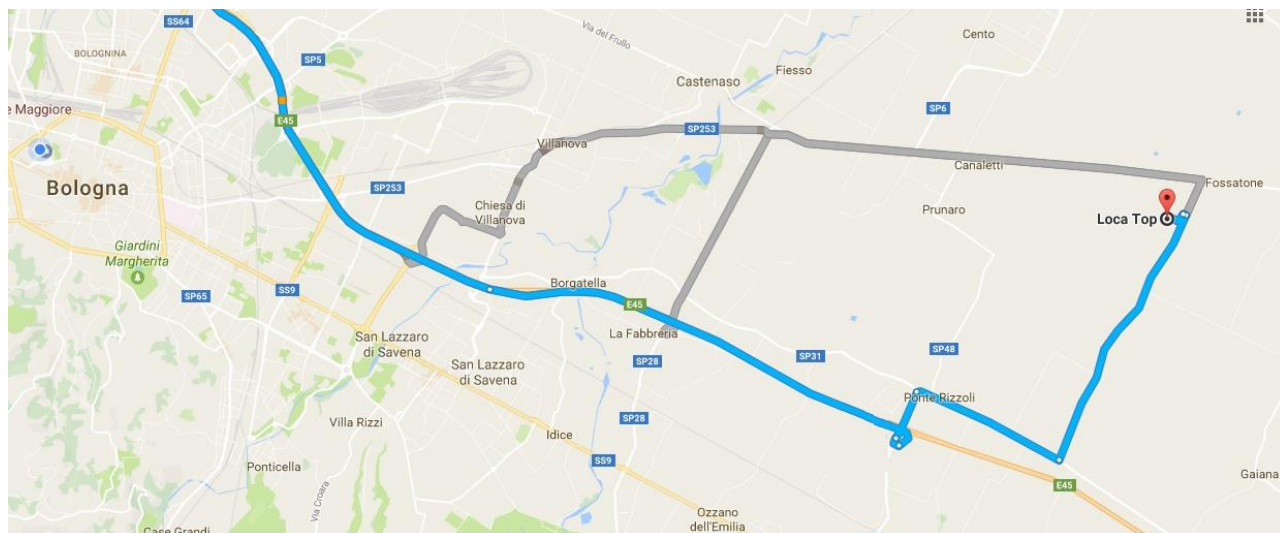 SS64
BOLOGNINA
SP5
Via del Frullo
Cento
Fiesso
Castenaso
e Maggiore
SP6
E45
SP253
Villanova
Canaletti
Fossatone
Bologna
SP253
Chiesa di
Villanova
Prunaro
Loca Top
Giardini
Margherita
SP65
SS9
Borgatella
E45
La Fabbreria
San Lazzaro
di Savena
San Lazzaro
di Savena
SP28
SP31
SP48
Ponte Rizzoli
Villa Rizzi
SP28
Idice
SS9
Ponticella
Via Croara
E45
Gaiana
Ozzano
dell'Emilia
Case Grandi